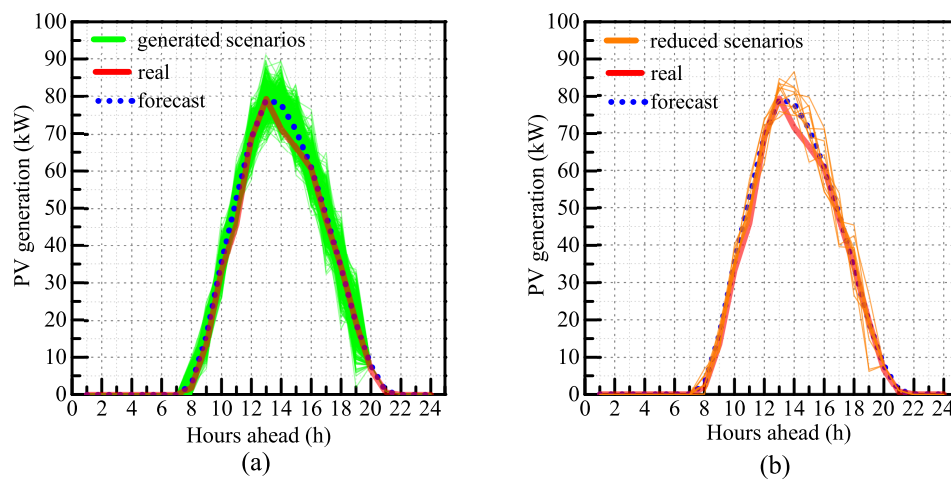 100
90
80
70
60
50
40
30
20
10
0
PV generation (kW)
generated scenarios
real
forecast
0 2 4 6 8 10 12 14 16 18 20 22 24
Hours ahead (h)
(a)
100
90
80
70
60
50
40
30
20
10
0
PV generation (kW)
reduced scenarios
real
forecast
0 2 4 6 8 10 12 14 16 18 20 22 24
Hours ahead (h)
(b)